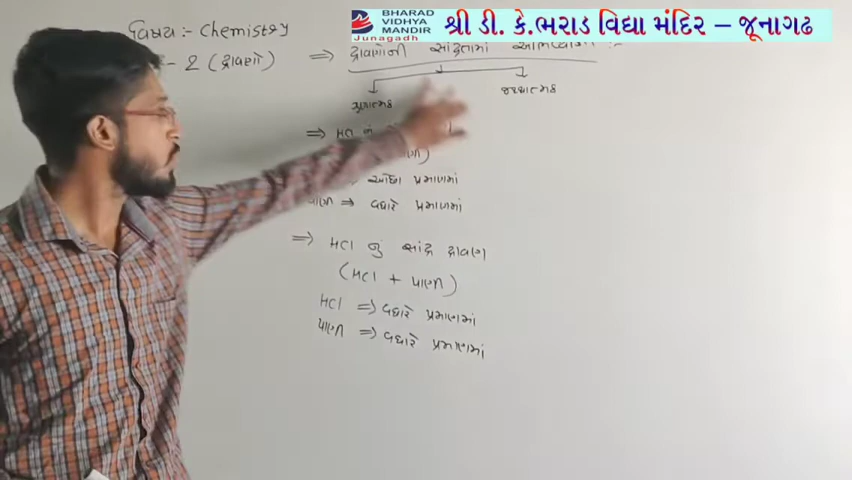 BHARAD
VIDHYA
MANDIR
Junagadh
શ્રી ડી. કે.ભરાડ વિદ્યા મંદિર – જૂનાગઢ
વિષય :- Chemistry
- 2 (દ્રાવણો)
⇒ દ્રાવણોની સાંદ્રતામાં
ગુણાત્મક
જથ્થાત્મક
⇒ HCl નું
ઓછા પ્રમાણમાં
પાણી ⇒ વધારે પ્રમાણમાં
⇒ HCl નું સાંદ્ર દ્રાવણ
(HCl + પાણી)
HCl ⇒ વધારે પ્રમાણમાં
પાણી ⇒ વધારે પ્રમાણમાં